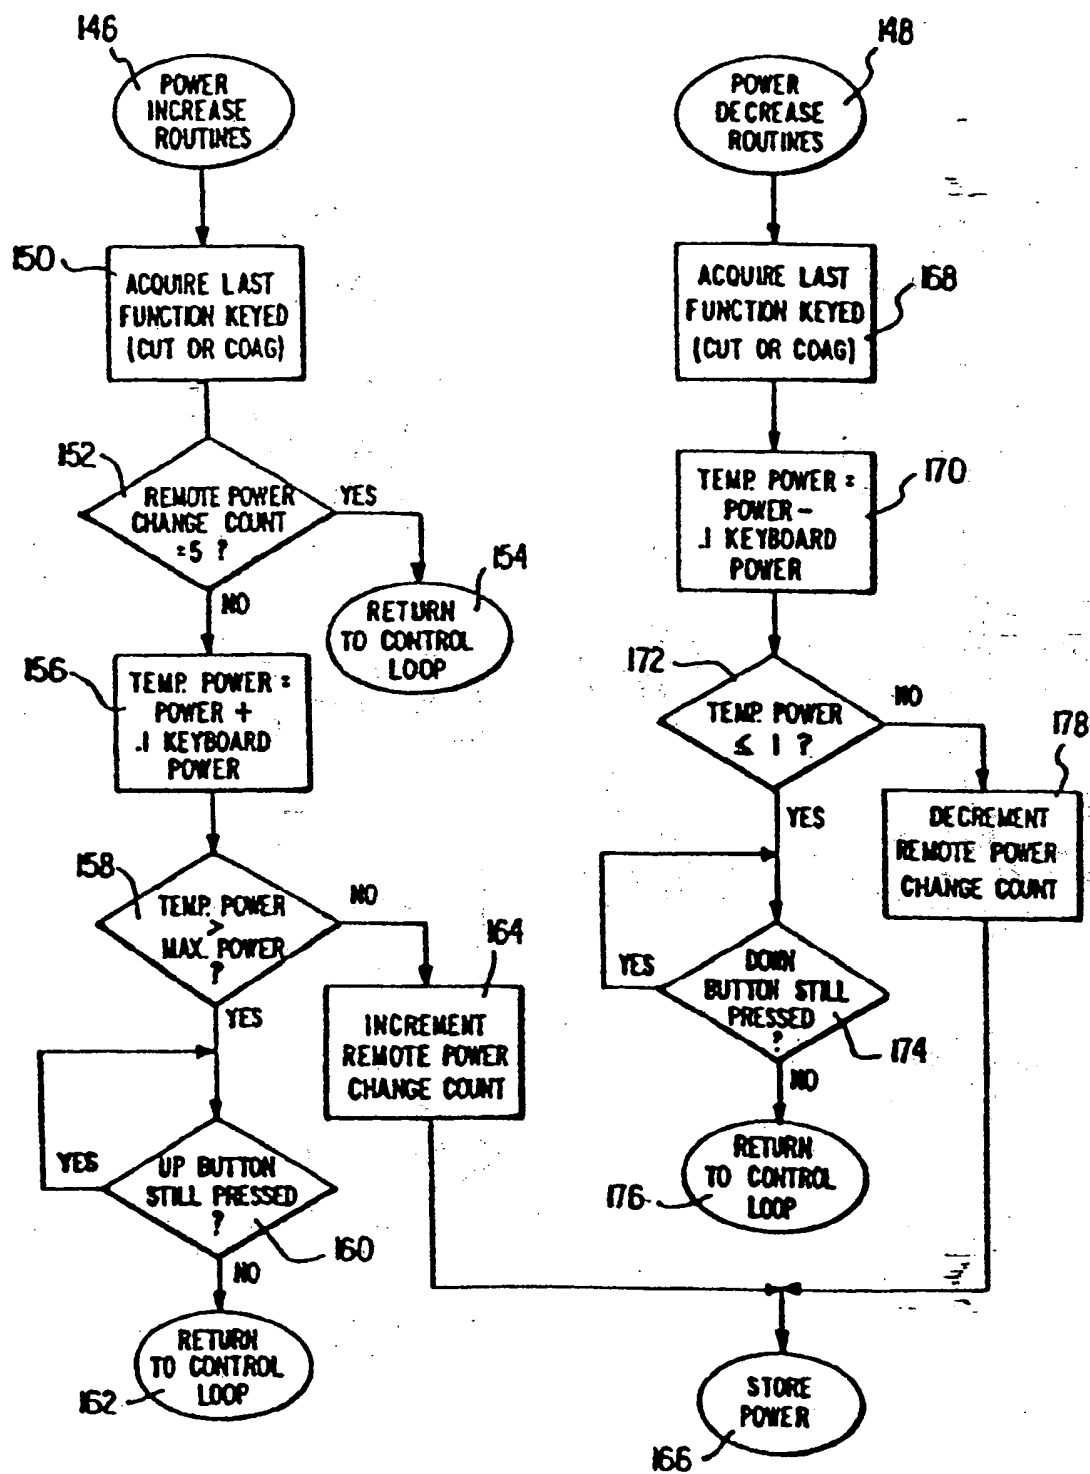 146
POWER
INCREASE
ROUTINES
150
ACQUIRE LAST
FUNCTION KEYED
(CUT OR COAG)
152
REMOTE POWER
CHANGE COUNT
=5 ?
YES
154
RETURN
TO CONTROL
LOOP
NO
156
TEMP. POWER =
POWER +
.1 KEYBOARD
POWER
158
TEMP. POWER
>
MAX. POWER
?
NO
164
INCREMENT
REMOTE POWER
CHANGE COUNT
YES
YES
UP BUTTON
STILL PRESSED
?
160
NO
RETURN
TO CONTROL
LOOP
162
148
POWER
DECREASE
ROUTINES
168
ACQUIRE LAST
FUNCTION KEYED
(CUT OR COAG)
170
TEMP. POWER =
POWER -
.1 KEYBOARD
POWER
172
TEMP. POWER
≤ 1 ?
NO
178
DECREMENT
REMOTE POWER
CHANGE COUNT
YES
YES
DOWN
BUTTON STILL
PRESSED
?
174
NO
RETURN
TO CONTROL
LOOP
176
STORE
POWER
166